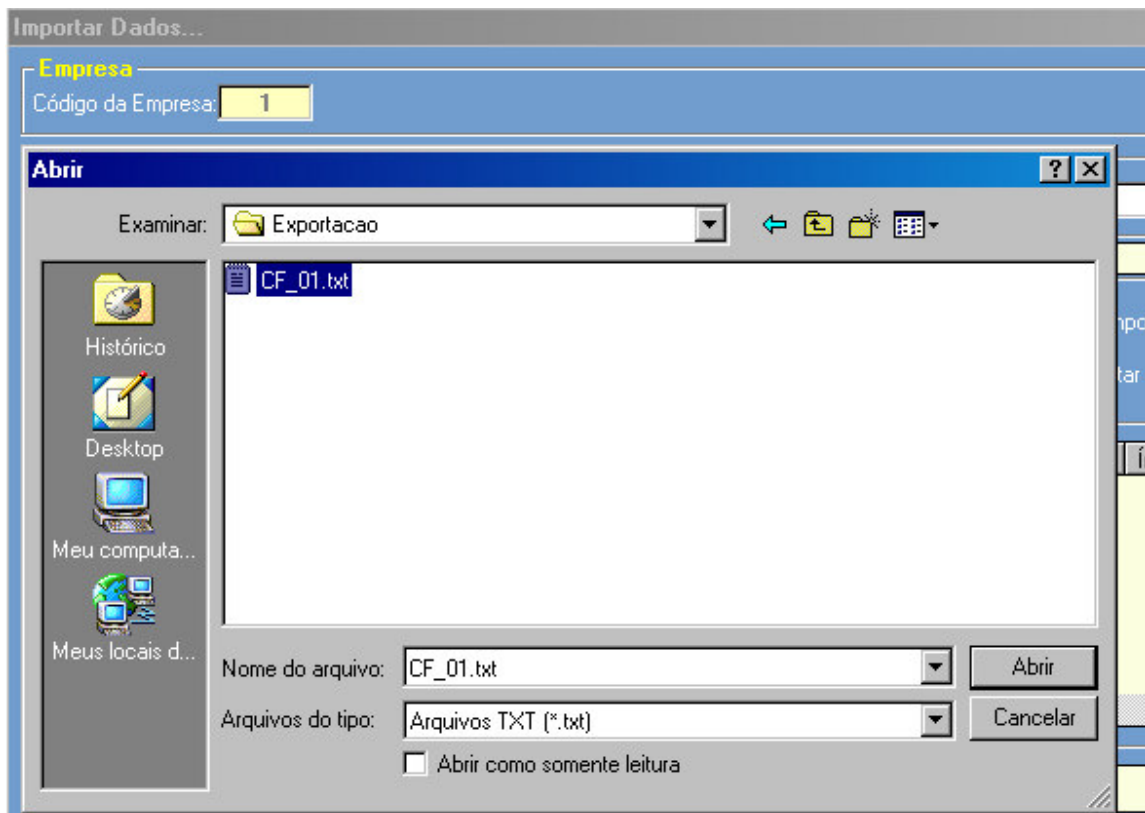 Importar Dados...
Empresa
Código da Empresa: 1
Abrir
Examinar: Exportacao
CF_01.txt
Histórico
Desktop
Meu computa...
Meus locais d...
Nome do arquivo: CF_01.txt Abrir
Arquivos do tipo: Arquivos TXT (*.txt) Cancelar
Abrir como somente leitura